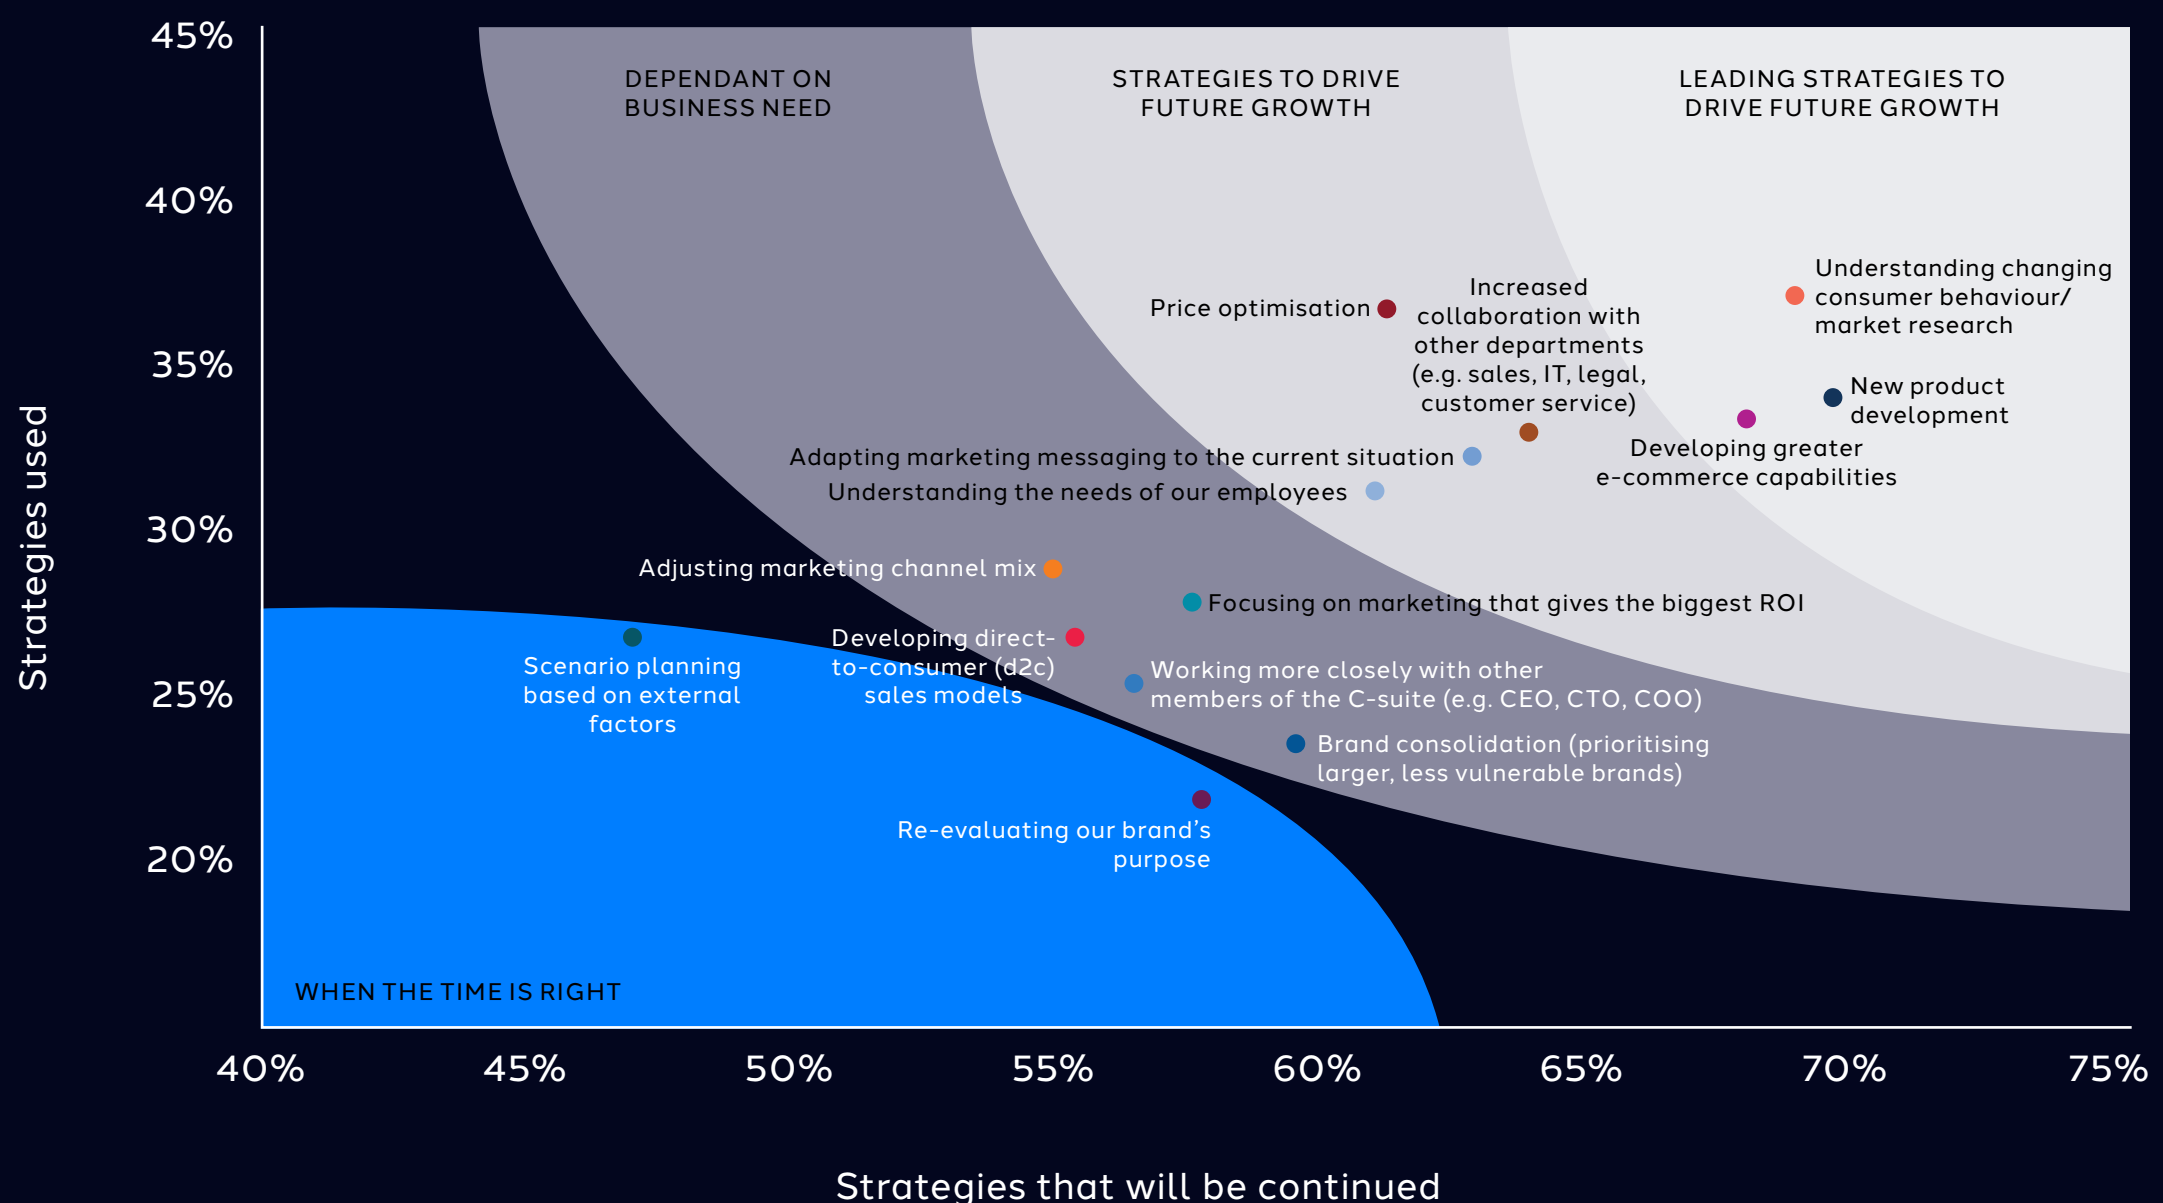 45%
40%
35%
30%
25%
20%
Strategies used
DEPENDANT ON
BUSINESS NEED
STRATEGIES TO DRIVE
FUTURE GROWTH
LEADING STRATEGIES TO
DRIVE FUTURE GROWTH
Understanding changing
consumer behaviour/
market research
Increased
collaboration with
other departments
(e.g. sales, IT, legal,
customer service)
Price optimisation
New product
development
Developing greater
e-commerce capabilities
Adapting marketing messaging to the current situation
Understanding the needs of our employees
Adjusting marketing channel mix
Focusing on marketing that gives the biggest ROI
Developing direct-
to-consumer (d2c)
sales models
Scenario planning
based on external
factors
Working more closely with other
members of the C-suite (e.g. CEO, CTO, COO)
Brand consolidation (prioritising
larger, less vulnerable brands)
Re-evaluating our brand’s
purpose
WHEN THE TIME IS RIGHT
40%
45%
50%
55%
60%
65%
70%
75%
Strategies that will be continued